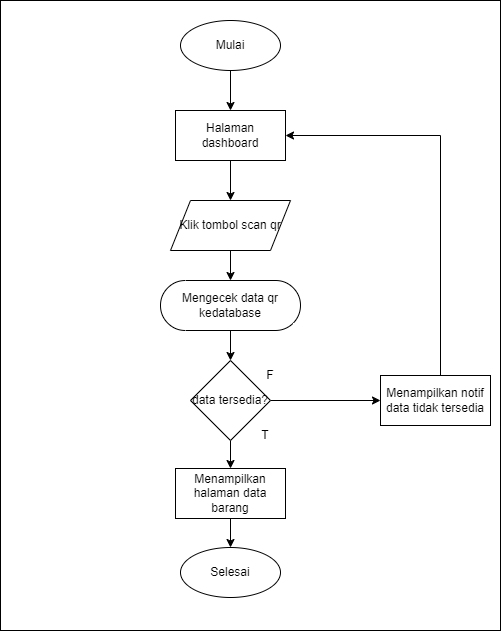 Mulai
Halaman
dashboard
Klik tombol scan qr
Mengecek data qr
kedatabase
data tersedia?
F
Menampilkan notif
data tidak tersedia
T
Menampilkan
halaman data
barang
Selesai